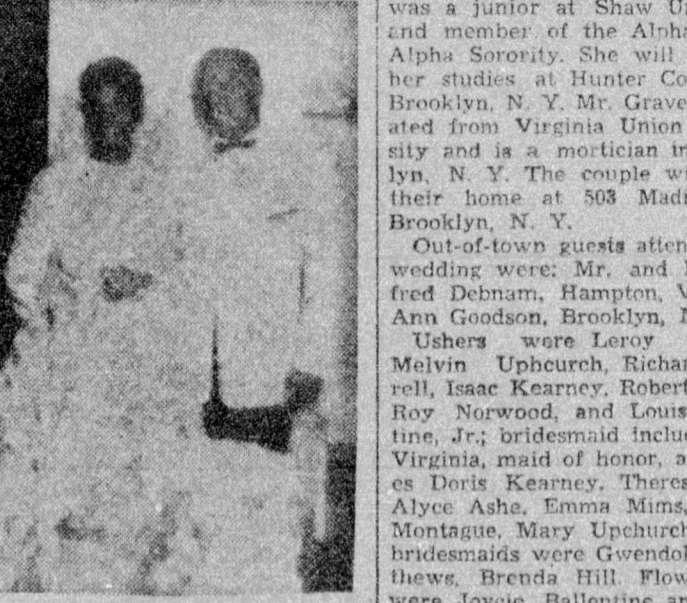 was a junior at Shaw Un
and member of the Alpha
Alpha Sorority. She will
her studies at Hunter Co
Brooklyn, N. Y. Mr. Grave
ated from Virginia Union
sity and is a mortician in
lyn, N. Y. The couple wi
their home at 503 Madi
Brooklyn, N. Y.
Out-of-town guests atten
wedding were: Mr. and
fred Debnam, Hampton, V
Ann Goodson, Brooklyn, N
Ushers were Leroy
Melvin Uphcurch, Richar
rell, Isaac Kearney, Robert
Roy Norwood, and Louis
tine, Jr.; bridesmaid inclu
Virginia, maid of honor, a
es Doris Kearney, Theres
Alyce Ashe, Emma Mims,
Montague, Mary Upchurch
bridesmaids were Gwendol
thews, Brenda Hill. Flow
were Joycie Ballentine an